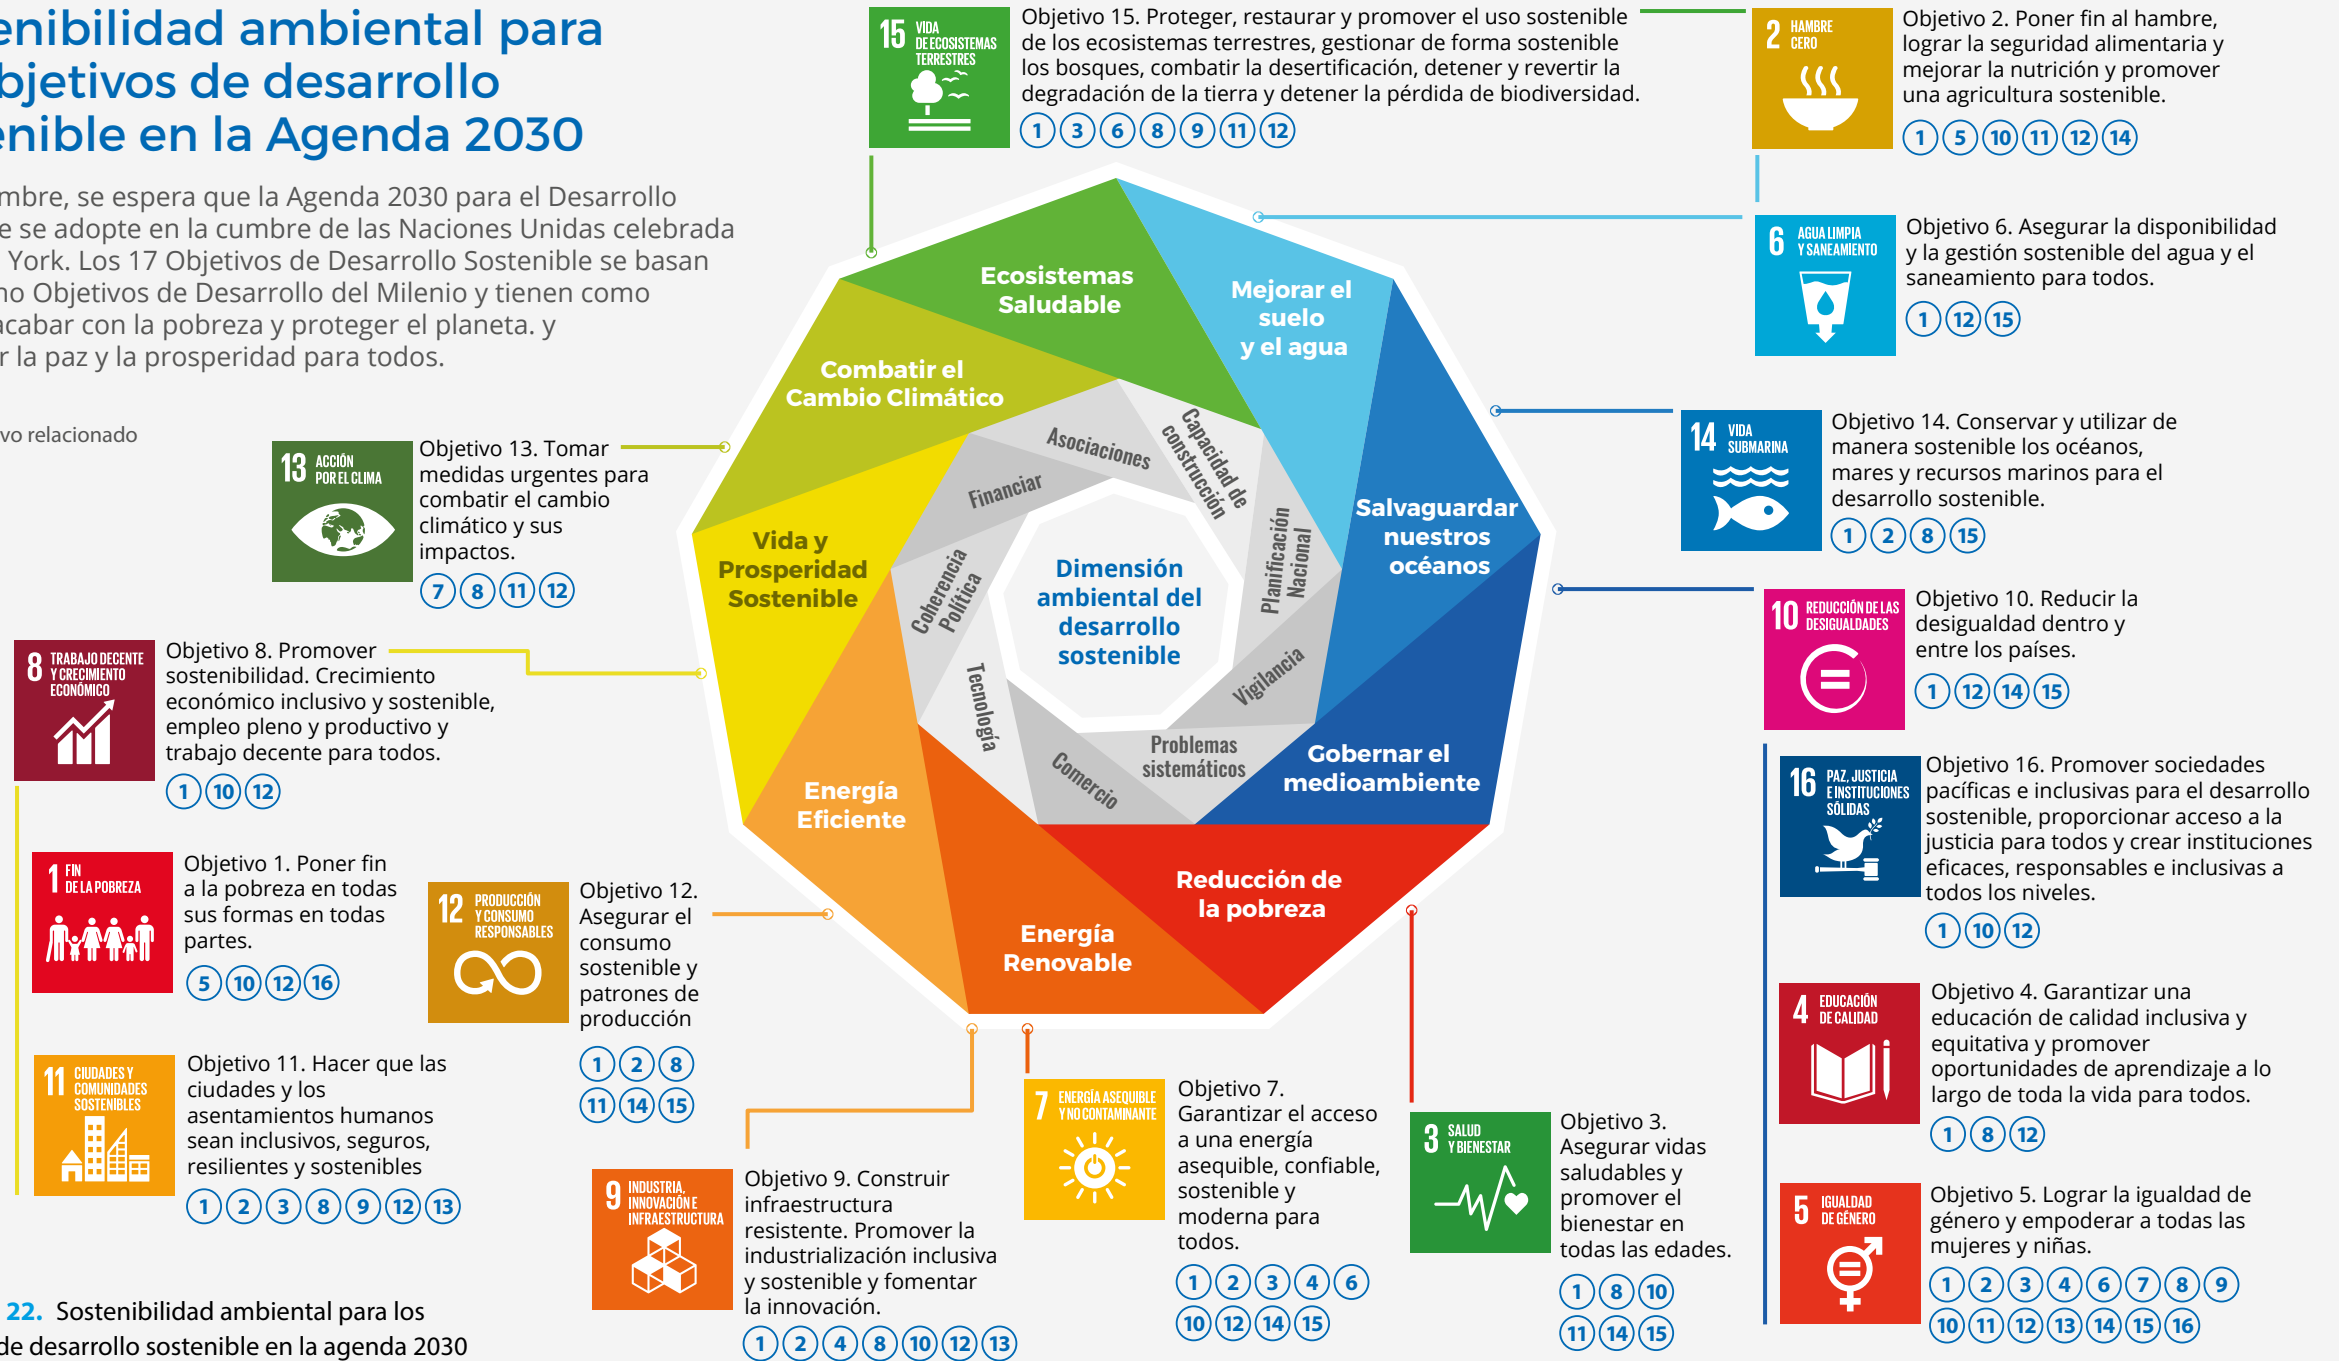 enibilidad ambiental para
bjetivos de desarrollo
enible en la Agenda 2030
mbre, se espera que la Agenda 2030 para el Desarrollo
e se adopte en la cumbre de las Naciones Unidas celebrada
York. Los 17 Objetivos de Desarrollo Sostenible se basan
no Objetivos de Desarrollo del Milenio y tienen como
acabar con la pobreza y proteger el planeta. y
r la paz y la prosperidad para todos.
vo relacionado
15 VIDA
DE ECOSISTEMAS
TERRESTRES
Objetivo 15. Proteger, restaurar y promover el uso sostenible
de los ecosistemas terrestres, gestionar de forma sostenible
los bosques, combatir la desertificación, detener y revertir la
degradación de la tierra y detener la pérdida de biodiversidad.
1 3 6 8 9 11 12
2 HAMBRE
CERO
Objetivo 2. Poner fin al hambre,
lograr la seguridad alimentaria y
mejorar la nutrición y promover
una agricultura sostenible.
1 5 10 11 12 14
6 AGUA LIMPIA
Y SANEAMIENTO
Objetivo 6. Asegurar la disponibilidad
y la gestión sostenible del agua y el
saneamiento para todos.
1 12 15
14 VIDA
SUBMARINA
Objetivo 14. Conservar y utilizar de
manera sostenible los océanos,
mares y recursos marinos para el
desarrollo sostenible.
1 2 8 15
10 REDUCCIÓN DE LAS
DESIGUALDADES
Objetivo 10. Reducir la
desigualdad dentro y
entre los países.
1 12 14 15
16 PAZ, JUSTICIA
E INSTITUCIONES
SÓLIDAS
Objetivo 16. Promover sociedades
pacíficas e inclusivas para el desarrollo
sostenible, proporcionar acceso a la
justicia para todos y crear instituciones
eficaces, responsables e inclusivas a
todos los niveles.
1 10 12
4 EDUCACIÓN
DE CALIDAD
Objetivo 4. Garantizar una
educación de calidad inclusiva y
equitativa y promover
oportunidades de aprendizaje a lo
largo de toda la vida para todos.
1 8 12
5 IGUALDAD
DE GÉNERO
Objetivo 5. Lograr la igualdad de
género y empoderar a todas las
mujeres y niñas.
1 2 3 4 6 7 8 9
10 11 12 13 14 15 16
Ecosistemas
Saludable
Mejorar el
suelo
y el agua
Combatir el
Cambio Climático
Salvaguardar
nuestros
océanos
Vida y
Prosperidad
Sostenible
Gobernar el
medioambiente
Energía
Eficiente
Reducción de
la pobreza
Energía
Renovable
Asociaciones
Capacidad de
construcción
Financiar
Planificación
Nacional
Coherencia
Política
Vigilancia
Tecnología
Problemas
sistemáticos
Comercio
Dimensión
ambiental del
desarrollo
sostenible
13 ACCIÓN
POR EL CLIMA
Objetivo 13. Tomar
medidas urgentes para
combatir el cambio
climático y sus
impactos.
7 8 11 12
8 TRABAJO DECENTE
Y CRECIMIENTO
ECONÓMICO
Objetivo 8. Promover
sostenibilidad. Crecimiento
económico inclusivo y sostenible,
empleo pleno y productivo y
trabajo decente para todos.
1 10 12
1 FIN
DE LA POBREZA
Objetivo 1. Poner fin
a la pobreza en todas
sus formas en todas
partes.
5 10 12 16
12 PRODUCCIÓN
Y CONSUMO
RESPONSABLES
Objetivo 12.
Asegurar el
consumo
sostenible y
patrones de
producción
1 2 8
11 14 15
11 CIUDADES Y
COMUNIDADES
SOSTENIBLES
Objetivo 11. Hacer que las
ciudades y los
asentamientos humanos
sean inclusivos, seguros,
resilientes y sostenibles
1 2 3 8 9 12 13
9 INDUSTRIA,
INNOVACIÓN E
INFRAESTRUCTURA
Objetivo 9. Construir
infraestructura
resistente. Promover la
industrialización inclusiva
y sostenible y fomentar
la innovación.
1 2 4 8 10 12 13
7 ENERGÍA ASEQUIBLE
Y NO CONTAMINANTE
Objetivo 7.
Garantizar el acceso
a una energía
asequible, confiable,
sostenible y
moderna para
todos.
1 2 3 4 6
10 12 14 15
3 SALUD
Y BIENESTAR
Objetivo 3.
Asegurar vidas
saludables y
promover el
bienestar en
todas las edades.
1 8 10
11 14 15
22. Sostenibilidad ambiental para los
de desarrollo sostenible en la agenda 2030